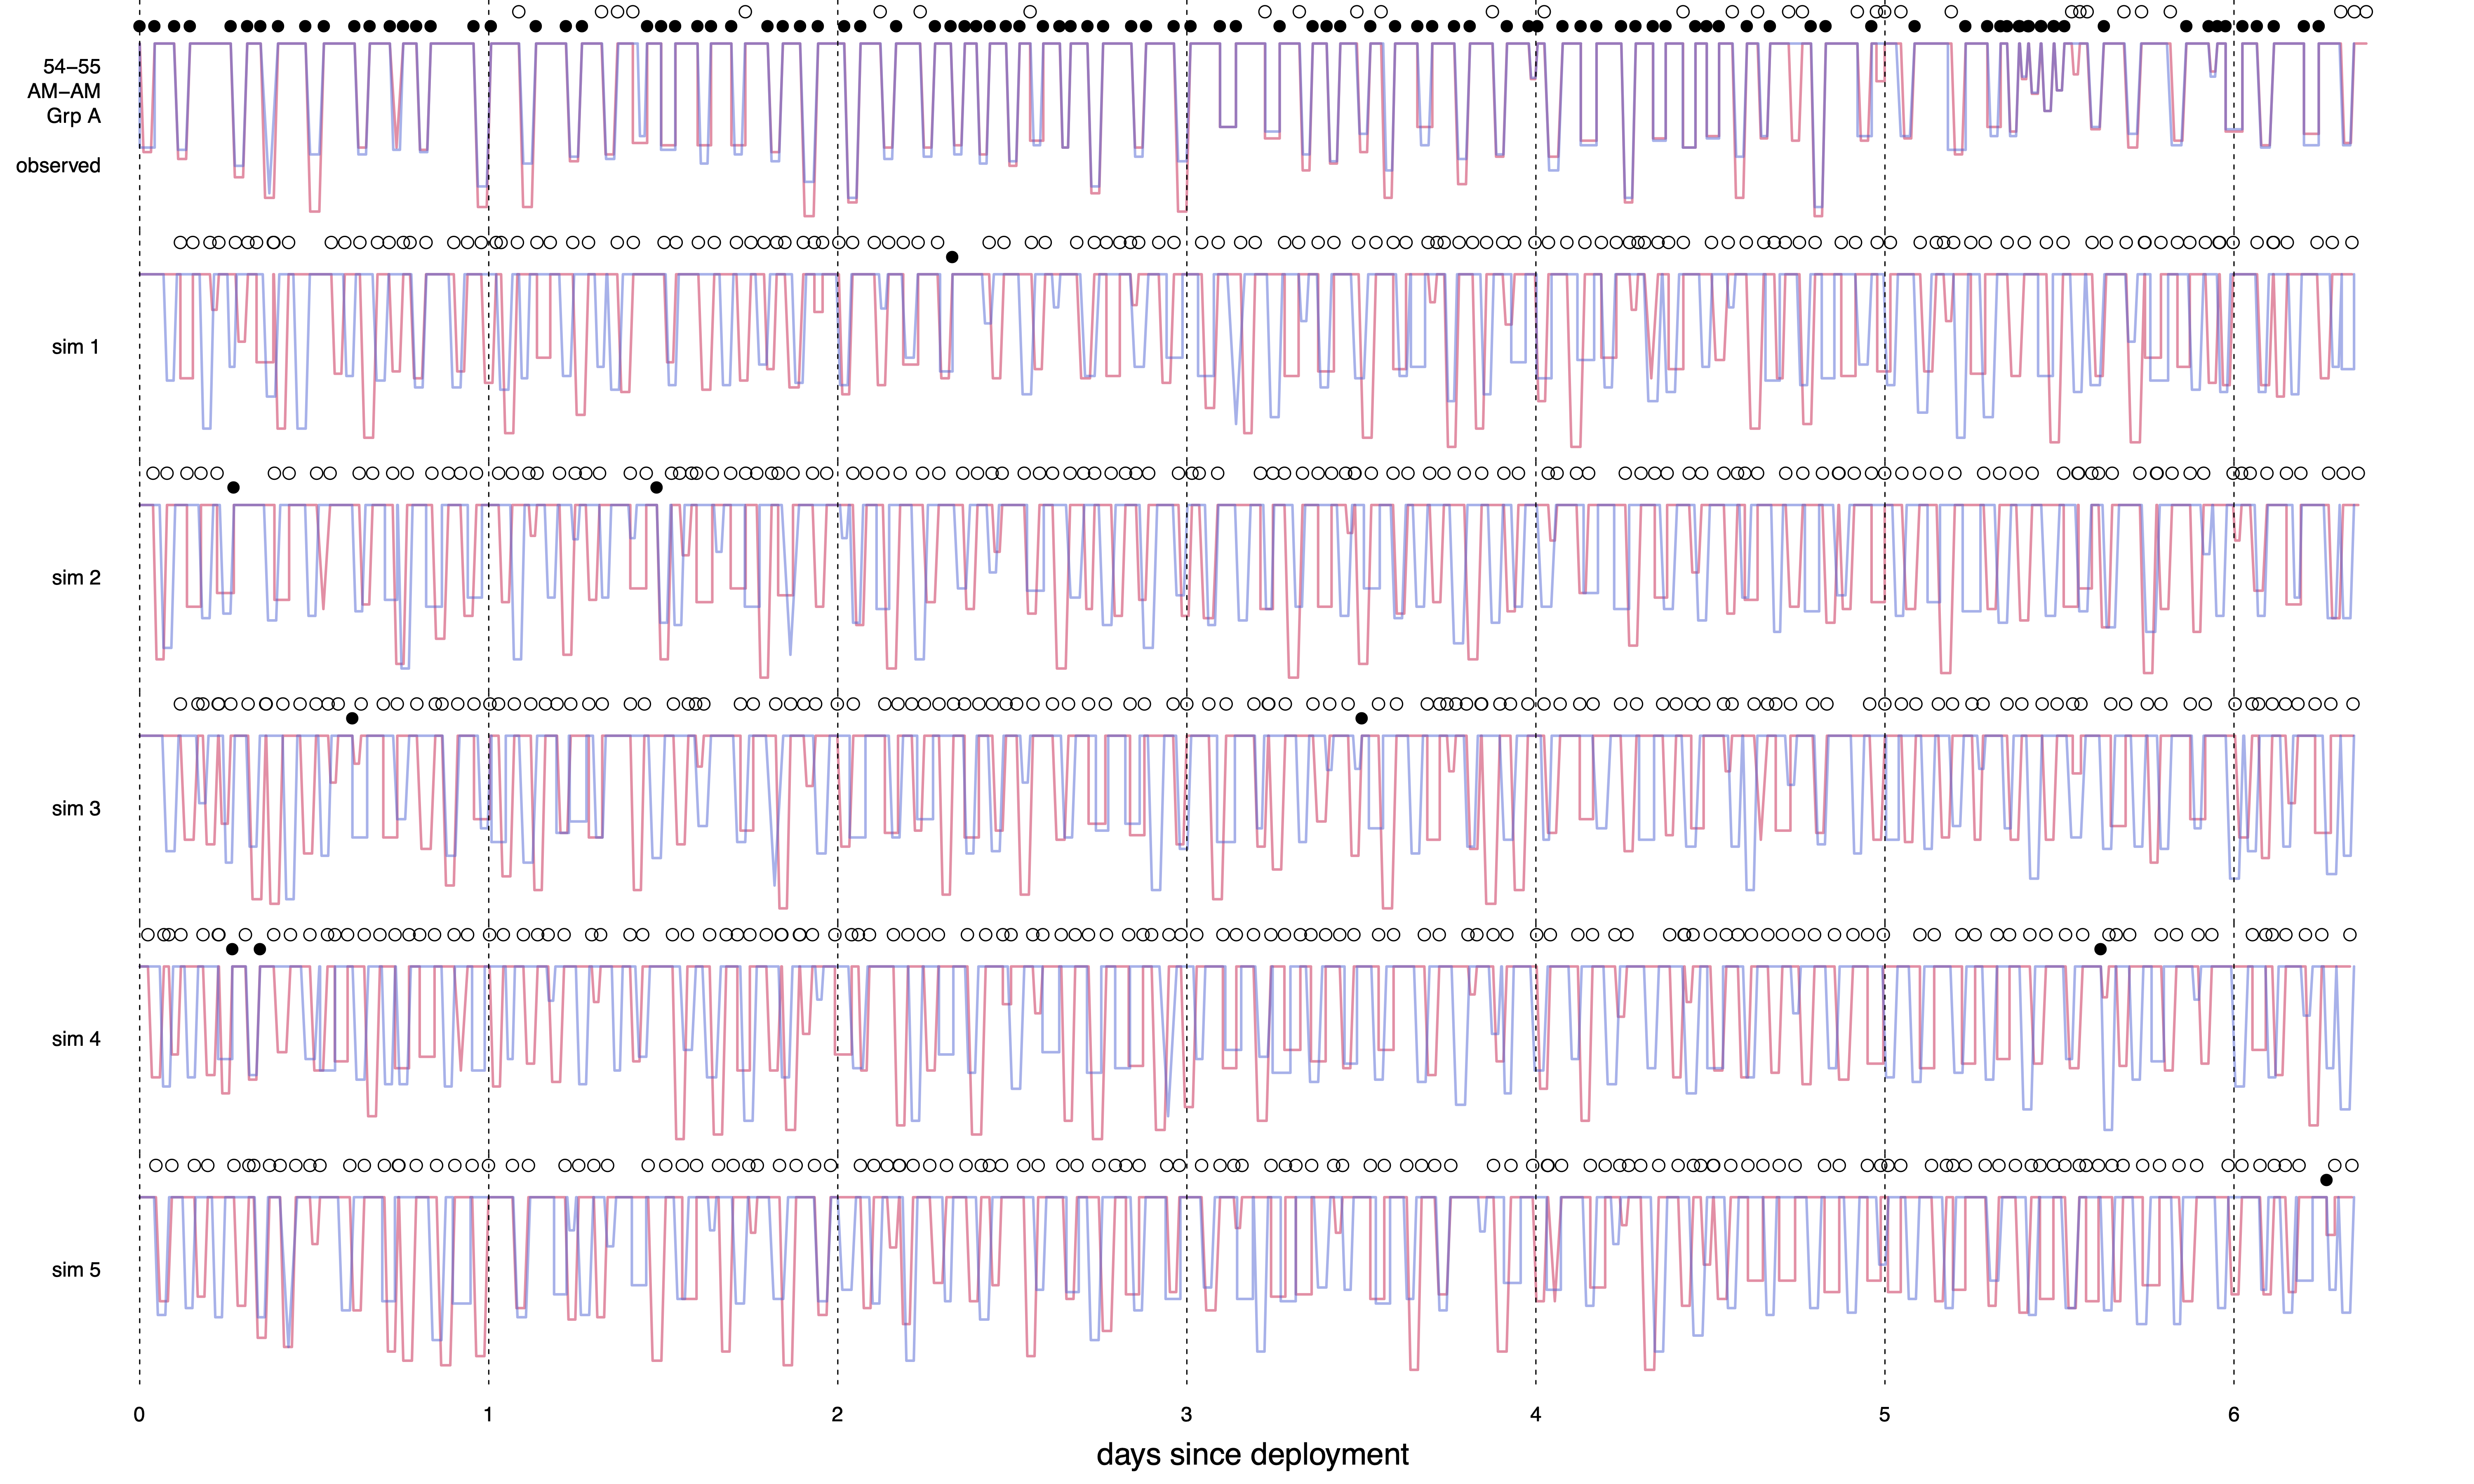 54–55
AM–AM
Grp A
observed
sim 1
sim 2
sim 3
sim 4
sim 5
0 1 2 3 4 5 6
days since deployment